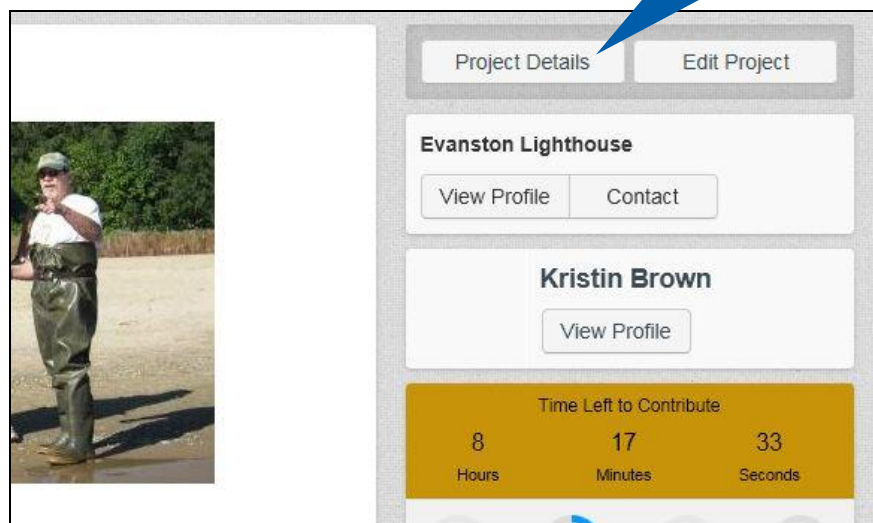 Project Details Edit Project
Evanston Lighthouse
View Profile Contact
Kristin Brown
View Profile
Time Left to Contribute
8 17 33
Hours Minutes Seconds